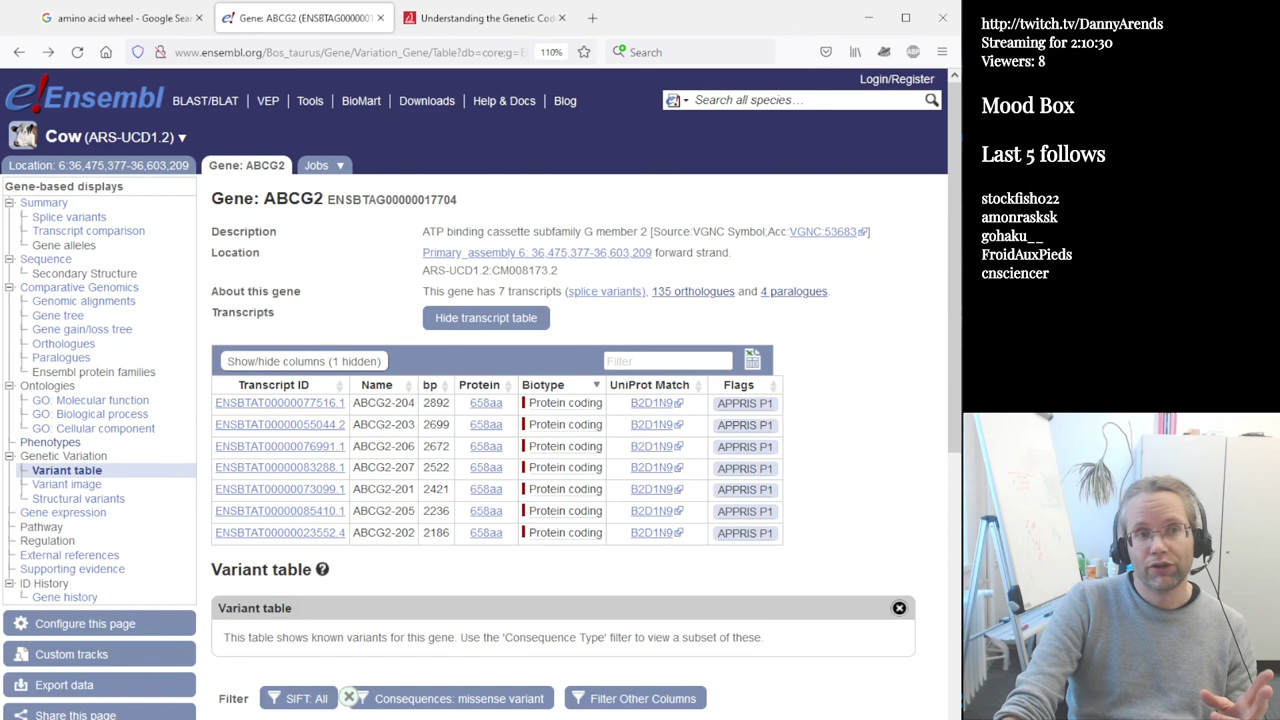 amino acid wheel - Google Sear
Gene: ABCG2 (ENSBTAG0000001
Understanding the Genetic Cod
www.ensembl.org/Bos_taurus/Gene/Variation_Gene/Table?db=core;g=E
110%
Search
Login/Register
e!Ensembl
BLAST/BLAT VEP Tools BioMart Downloads Help & Docs Blog
Search all species…
Cow (ARS-UCD1.2)
Location: 6:36,475,377-36,603,209
Gene: ABCG2
Jobs
Gene-based displays
Summary
Splice variants
Transcript comparison
Gene alleles
Sequence
Secondary Structure
Comparative Genomics
Genomic alignments
Gene tree
Gene gain/loss tree
Orthologues
Paralogues
Ensembl protein families
Ontologies
GO: Molecular function
GO: Biological process
GO: Cellular component
Phenotypes
Genetic Variation
Variant table
Variant image
Structural variants
Gene expression
Pathway
Regulation
External references
Supporting evidence
ID History
Gene history
Configure this page
Custom tracks
Export data
Share this page
Gene: ABCG2 ENSBTAG00000017704
Description ATP binding cassette subfamily G member 2 [Source:VGNC Symbol;Acc:VGNC:53683]
Location Primary_assembly 6: 36,475,377-36,603,209 forward strand.
ARS-UCD1.2:CM008173.2
About this gene This gene has 7 transcripts (splice variants), 135 orthologues and 4 paralogues.
Transcripts Hide transcript table
Show/hide columns (1 hidden) Filter
Transcript ID Name bp Protein Biotype UniProt Match Flags
ENSBTAT00000077516.1 ABCG2-204 2892 658aa Protein coding B2D1N9 APPRIS P1
ENSBTAT00000055044.2 ABCG2-203 2699 658aa Protein coding B2D1N9 APPRIS P1
ENSBTAT00000076991.1 ABCG2-206 2672 658aa Protein coding B2D1N9 APPRIS P1
ENSBTAT00000083288.1 ABCG2-207 2522 658aa Protein coding B2D1N9 APPRIS P1
ENSBTAT00000073099.1 ABCG2-201 2421 658aa Protein coding B2D1N9 APPRIS P1
ENSBTAT00000085410.1 ABCG2-205 2236 658aa Protein coding B2D1N9 APPRIS P1
ENSBTAT00000023552.4 ABCG2-202 2186 658aa Protein coding B2D1N9 APPRIS P1
Variant table
Variant table
This table shows known variants for this gene. Use the 'Consequence Type' filter to view a subset of these.
Filter SIFT: All Consequences: missense variant Filter Other Columns
http://twitch.tv/DannyArends
Streaming for 2:10:30
Viewers: 8
Mood Box
Last 5 follows
stockfish022
amonrasksk
gohaku__
FroidAuxPieds
cnsciencer